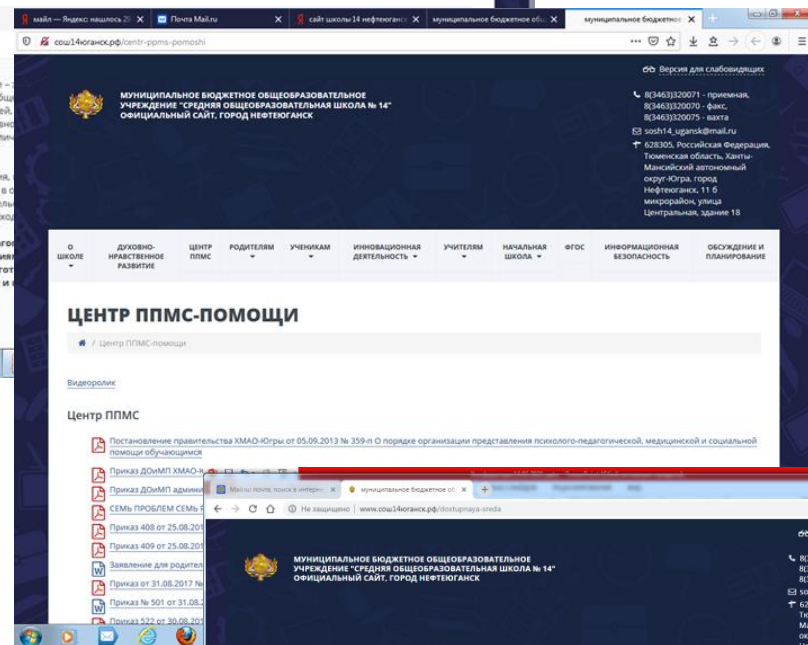 майл — Яндекс: нашлось 29
Почта Mail.ru
сайт школы 14 нефтеюганск
муниципальное бюджетное общ
муниципальное бюджетное
сош14юганск.рф/centr-ppms-pomoshi
Версия для слабовидящих
МУНИЦИПАЛЬНОЕ БЮДЖЕТНОЕ ОБЩЕОБРАЗОВАТЕЛЬНОЕ
УЧРЕЖДЕНИЕ "СРЕДНЯЯ ОБЩЕОБРАЗОВАТЕЛЬНАЯ ШКОЛА № 14"
ОФИЦИАЛЬНЫЙ САЙТ, ГОРОД НЕФТЕЮГАНСК
8(3463)320071 - приемная,
8(3463)320070 - факс,
8(3463)320075 - вахта
sosh14_ugansk@mail.ru
628305, Российская Федерация,
Тюменская область, Ханты-
Мансийский автономный
округ-Югра, город
Нефтеюганск, 11 б
микрорайон, улица
Центральная, здание 18
О ШКОЛЕ
ДУХОВНО-НРАВСТВЕННОЕ РАЗВИТИЕ
ЦЕНТР ППМС
РОДИТЕЛЯМ
УЧЕНИКАМ
ИННОВАЦИОННАЯ ДЕЯТЕЛЬНОСТЬ
УЧИТЕЛЯМ
НАЧАЛЬНАЯ ШКОЛА
ФГОС
ИНФОРМАЦИОННАЯ БЕЗОПАСНОСТЬ
ОБСУЖДЕНИЕ И ПЛАНИРОВАНИЕ
ЦЕНТР ППМС-ПОМОЩИ
/ Центр ППМС-помощи
Видеоролик
Центр ППМС
Постановление правительства ХМАО-Югры от 05.09.2013 № 359-п О порядке организации представления психолого-педагогической, медицинской и социальной
помощи обучающимся
Приказ ДОиМП ХМАО-Ю
Приказ ДОиМП админи
СЕМЬ ПРОБЛЕМ СЕМЬ Р
Приказ 408 от 25.08.201
Приказ 409 от 25.08.201
Заявление для родител
Приказ от 31.08.2017 №
Приказ № 501 от 31.08.2
Приказ 522 от 30.08.201
Mail.ru: почта, поиск в интерн
муниципальное бюджетное об
Не защищено | www.сош14юганск.рф/dostupnaya-sreda
МУНИЦИПАЛЬНОЕ БЮДЖЕТНОЕ ОБЩЕОБРАЗОВАТЕЛЬНОЕ
УЧРЕЖДЕНИЕ "СРЕДНЯЯ ОБЩЕОБРАЗОВАТЕЛЬНАЯ ШКОЛА № 14"
ОФИЦИАЛЬНЫЙ САЙТ, ГОРОД НЕФТЕЮГАНСК